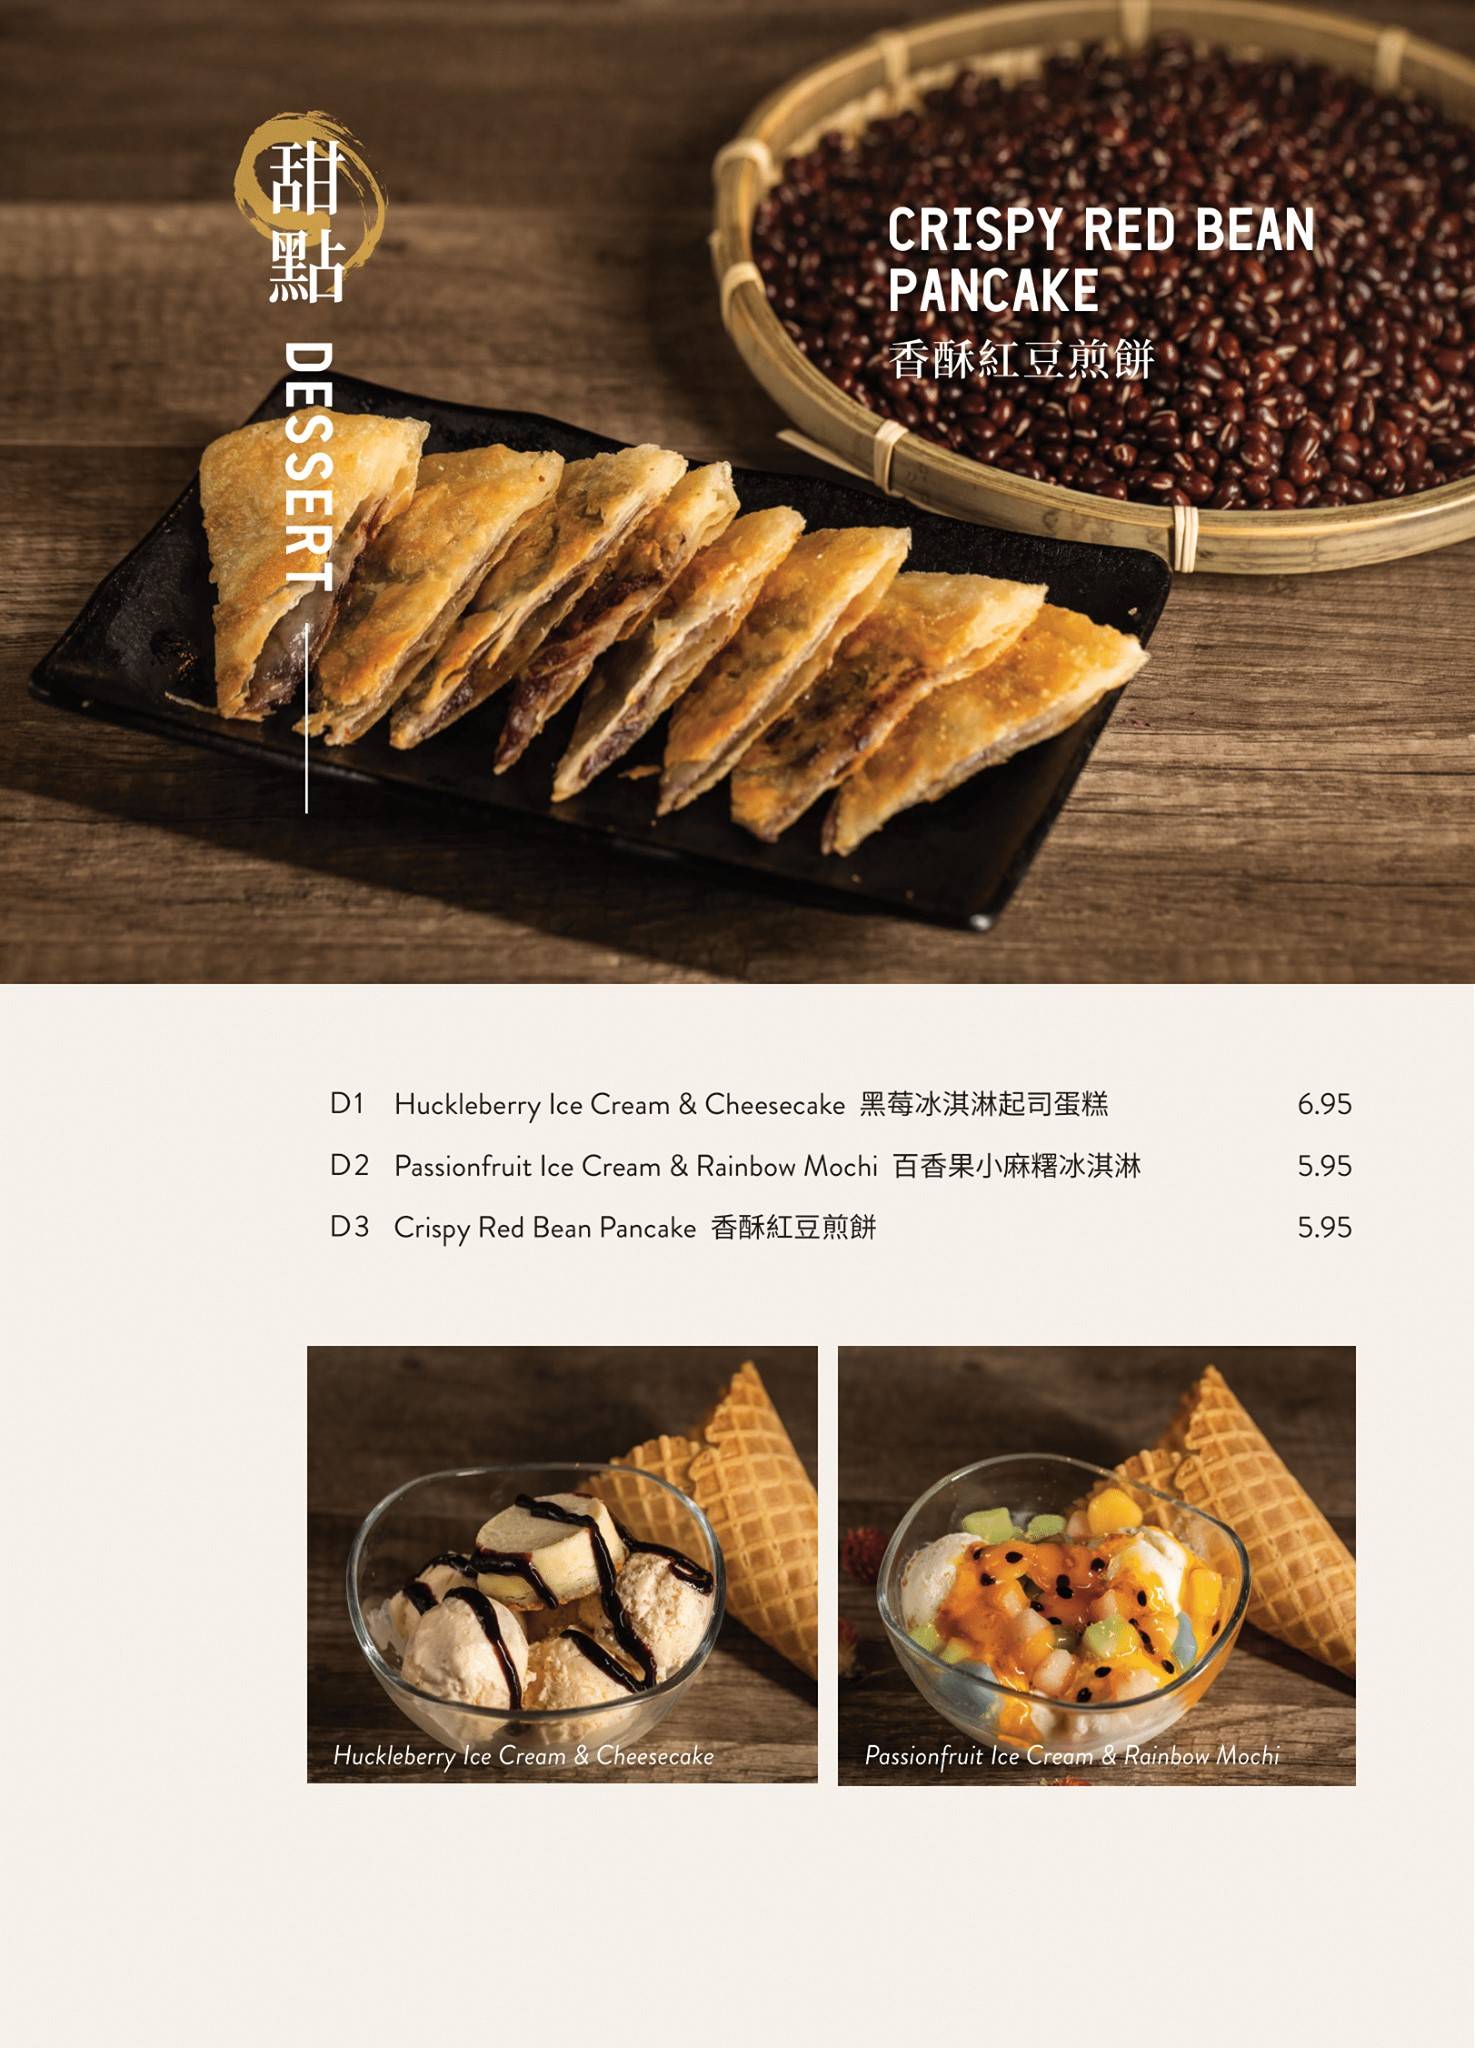 甜點 DESSERT
CRISPY RED BEAN
PANCAKE
香酥紅豆煎餅
D1 Huckleberry Ice Cream & Cheesecake 黑莓冰淇淋起司蛋糕 6.95
D2 Passionfruit Ice Cream & Rainbow Mochi 百香果小麻糬冰淇淋 5.95
D3 Crispy Red Bean Pancake 香酥紅豆煎餅 5.95
Huckleberry Ice Cream & Cheesecake
Passionfruit Ice Cream & Rainbow Mochi